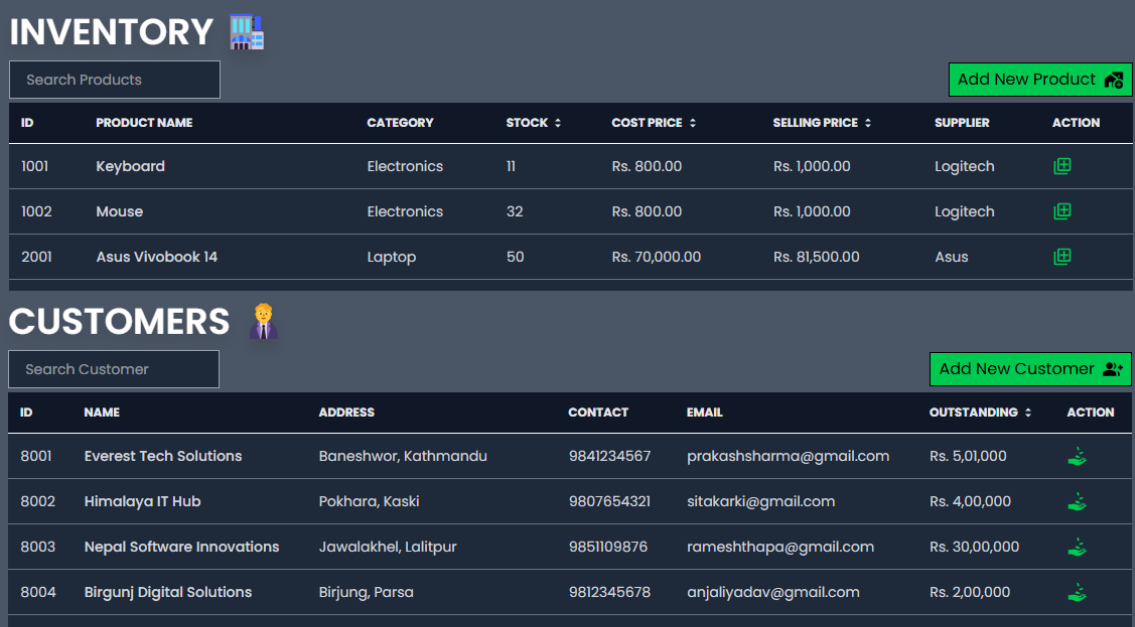 INVENTORY
Search Products
Add New Product
ID PRODUCT NAME CATEGORY STOCK COST PRICE SELLING PRICE SUPPLIER ACTION
1001 Keyboard Electronics 11 Rs. 800.00 Rs. 1,000.00 Logitech
1002 Mouse Electronics 32 Rs. 800.00 Rs. 1,000.00 Logitech
2001 Asus Vivobook 14 Laptop 50 Rs. 70,000.00 Rs. 81,500.00 Asus
CUSTOMERS
Search Customer
Add New Customer
ID NAME ADDRESS CONTACT EMAIL OUTSTANDING ACTION
8001 Everest Tech Solutions Baneshwor, Kathmandu 9841234567 prakashsharma@gmail.com Rs. 5,01,000
8002 Himalaya IT Hub Pokhara, Kaski 9807654321 sitakarki@gmail.com Rs. 4,00,000
8003 Nepal Software Innovations Jawalakhel, Lalitpur 9851109876 rameshthapa@gmail.com Rs. 30,00,000
8004 Birgunj Digital Solutions Birjung, Parsa 9812345678 anjaliyadav@gmail.com Rs. 2,00,000